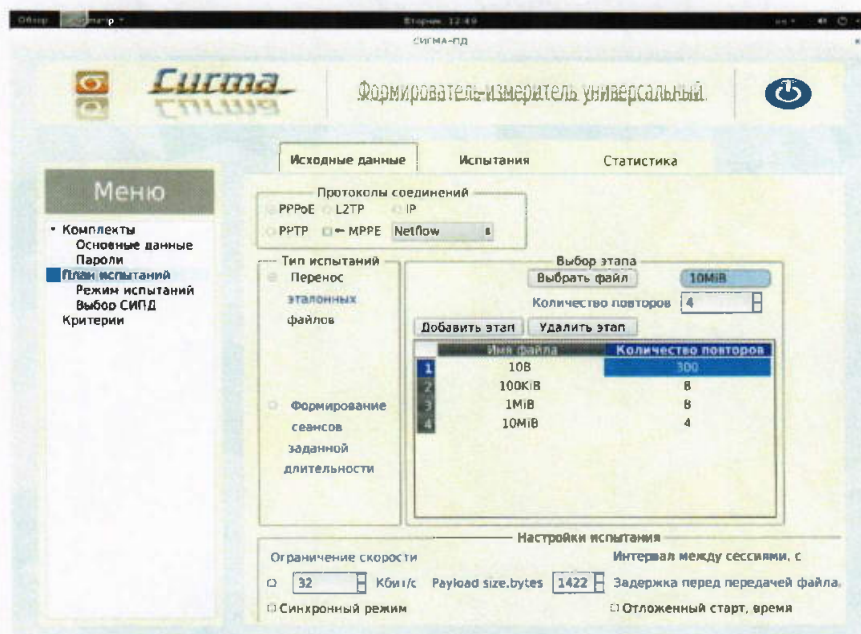 Обзор
Вторник, 12:49
СИГМА-ПД
Сигма
Формирователь-измеритель универсальный
Исходные данные Испытания Статистика
Меню
Комплекты
Основные данные
Пароли
План испытаний
Режим испытаний
Выбор СИПД
Критерии
Протоколы соединений
PPPoE L2TP IP
PPTP MPPE Netflow
Тип испытаний
Перенос
эталонных
файлов
Формирование
сеансов
заданной
длительности
Выбор этапа
Выбрать файл 10MiB
Количество повторов 4
Добавить этап Удалить этап
Имя файла Количество повторов
1 10B 300
2 100KiB 8
3 1MiB 8
4 10MiB 4
Настройки испытания
Ограничение скорости Интервал между сессиями, с
32 Кбит/с Payload size.bytes 1422 Задержка перед передачей файла,
Синхронный режим Отложенный старт, время